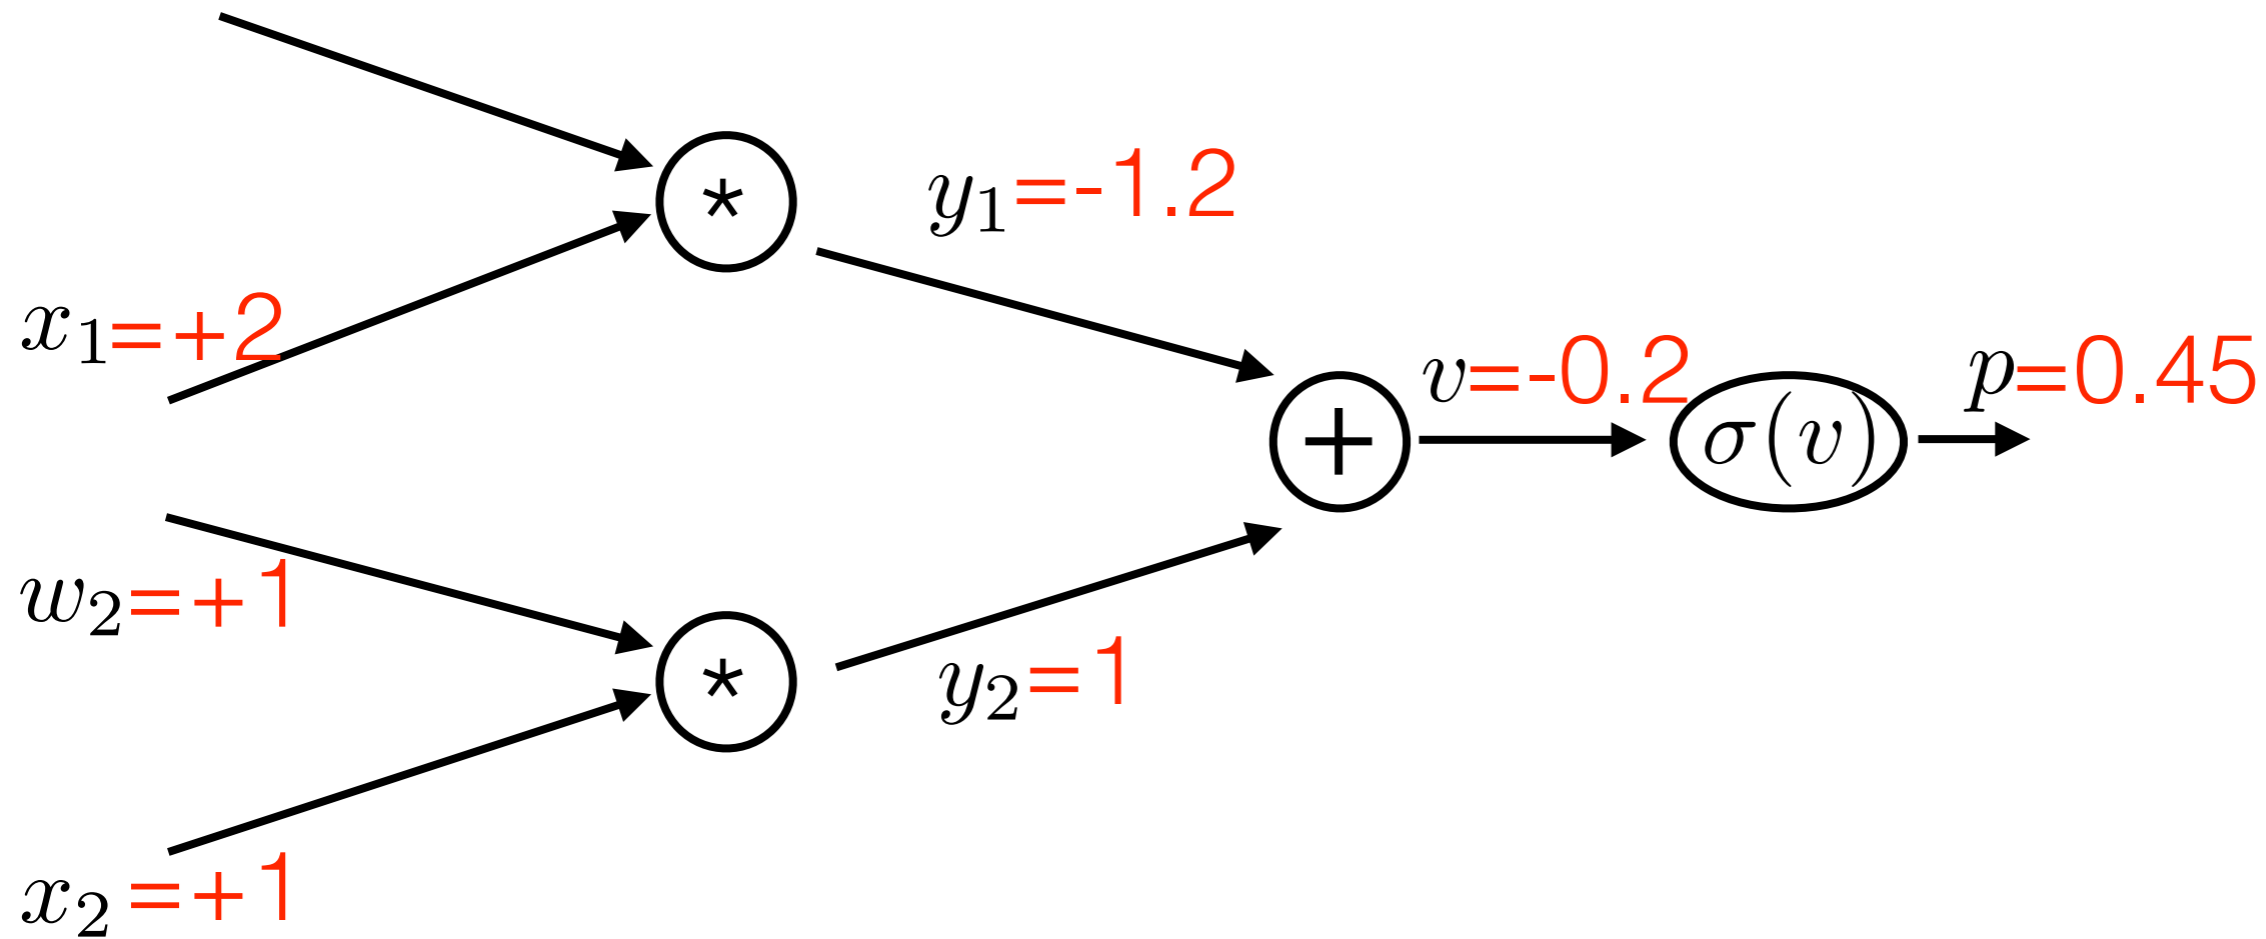 *
y₁=-1.2
x₁=+2
v=-0.2
p=0.45
+
σ(v)
w₂=+1
*
y₂=1
x₂=+1